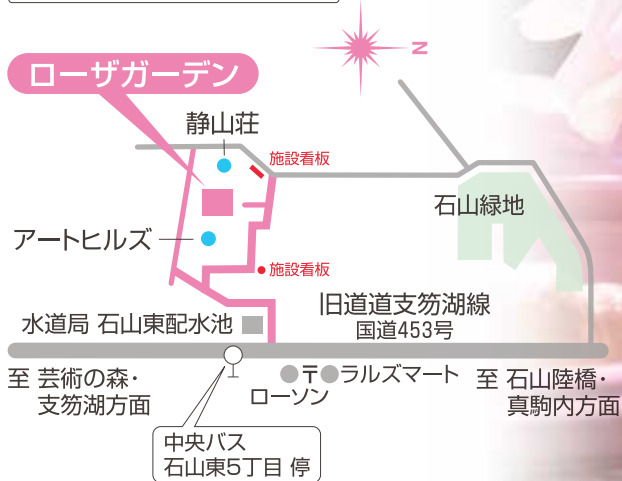 N
ローザガーデン
静山荘
施設看板
石山緑地
アートヒルズ
施設看板
旧道道支笏湖線
国道453号
水道局 石山東配水池
〒
ラルズマート
ローソン
至 芸術の森・
支笏湖方面
至 石山陸橋・
真駒内方面
中央バス
石山東5丁目 停